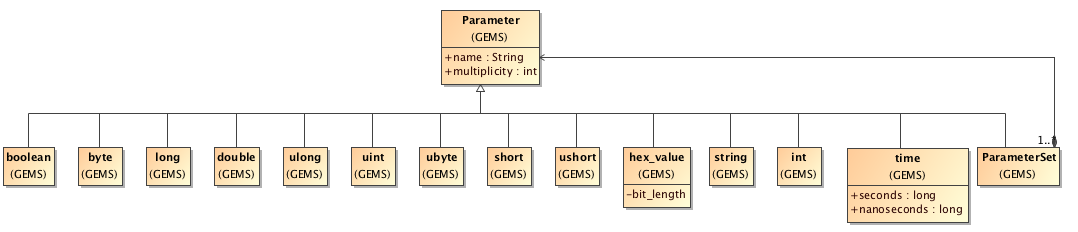 Parameter
(GEMS)
+name : String
+multiplicity : int
1..
boolean
(GEMS)
byte
(GEMS)
long
(GEMS)
double
(GEMS)
ulong
(GEMS)
uint
(GEMS)
ubyte
(GEMS)
short
(GEMS)
ushort
(GEMS)
hex_value
(GEMS)
-bit_length
string
(GEMS)
int
(GEMS)
time
(GEMS)
+seconds : long
+nanoseconds : long
ParameterSet
(GEMS)